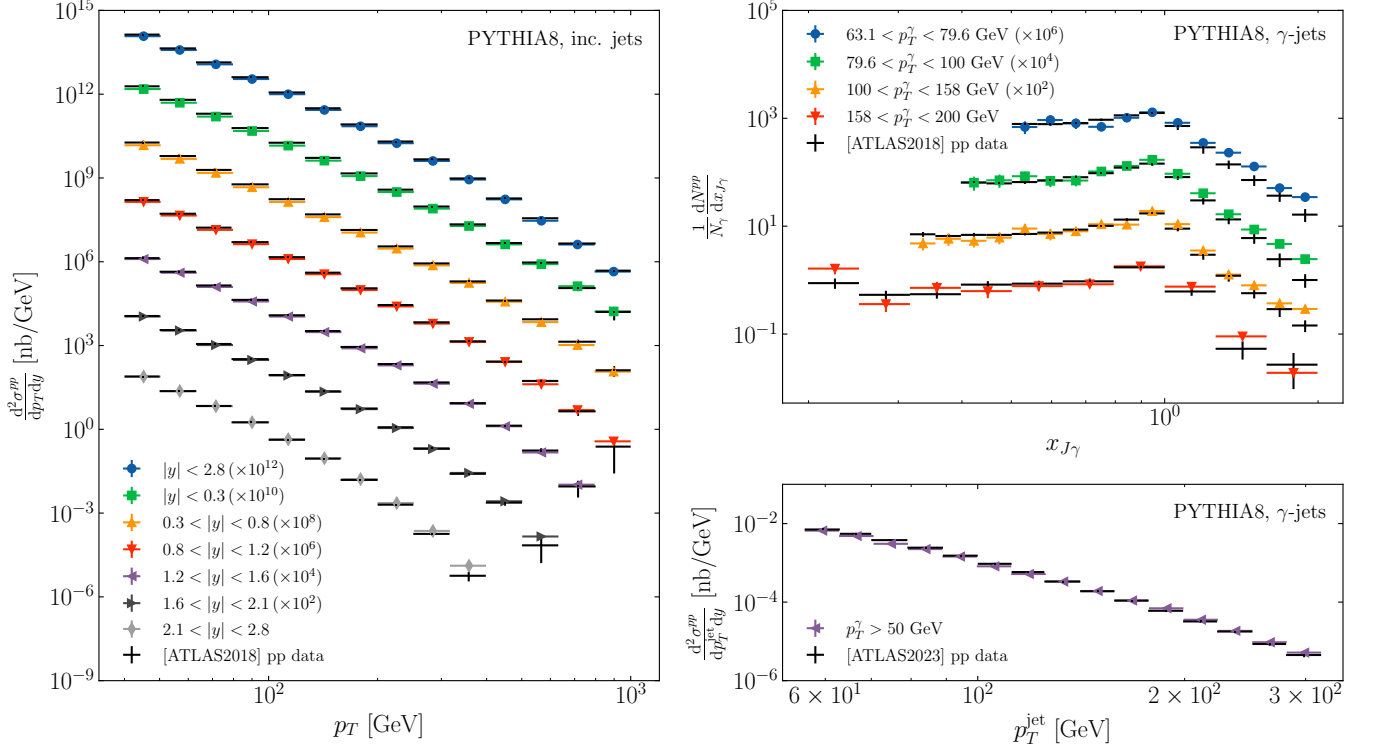 PYTHIA8, inc. jets
10^15
10^12
10^9
10^6
10^3
10^0
10^−3
10^−6
10^−9
d²σ^pp / dp_T dy [nb/GeV]
|y| < 2.8 (×10^12)
|y| < 0.3 (×10^10)
0.3 < |y| < 0.8 (×10^8)
0.8 < |y| < 1.2 (×10^6)
1.2 < |y| < 1.6 (×10^4)
1.6 < |y| < 2.1 (×10^2)
2.1 < |y| < 2.8
[ATLAS2018] pp data
10^2
10^3
p_T [GeV]
PYTHIA8, γ-jets
10^5
10^3
10^1
10^−1
1/N_γ dN^pp/dx_Jγ
63.1 < p_T^γ < 79.6 GeV (×10^6)
79.6 < p_T^γ < 100 GeV (×10^4)
100 < p_T^γ < 158 GeV (×10^2)
158 < p_T^γ < 200 GeV
[ATLAS2018] pp data
10^0
x_Jγ
PYTHIA8, γ-jets
10^−2
10^−4
10^−6
d²σ^pp / dp_T^jet dy [nb/GeV]
p_T^γ > 50 GeV
[ATLAS2023] pp data
6 × 10^1
10^2
2 × 10^2
3 × 10^2
p_T^jet [GeV]